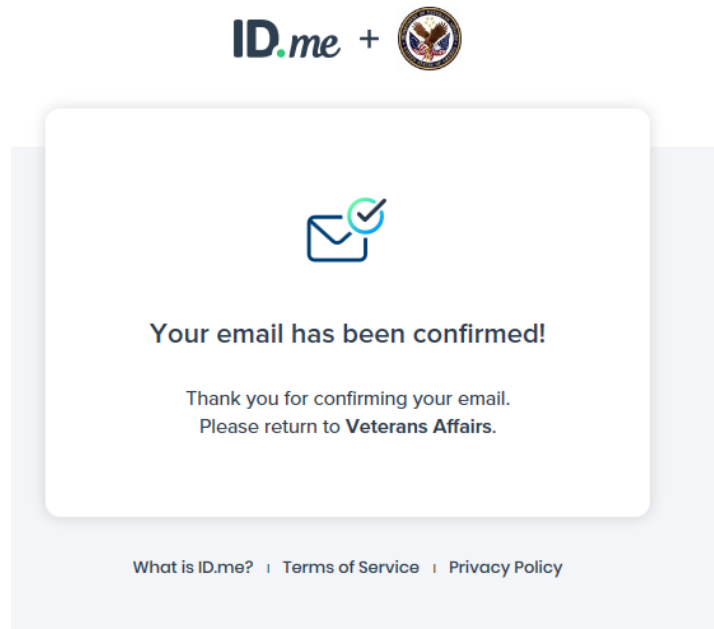 ID.me +
Your email has been confirmed!
Thank you for confirming your email.
Please return to Veterans Affairs.
What is ID.me? | Terms of Service | Privacy Policy